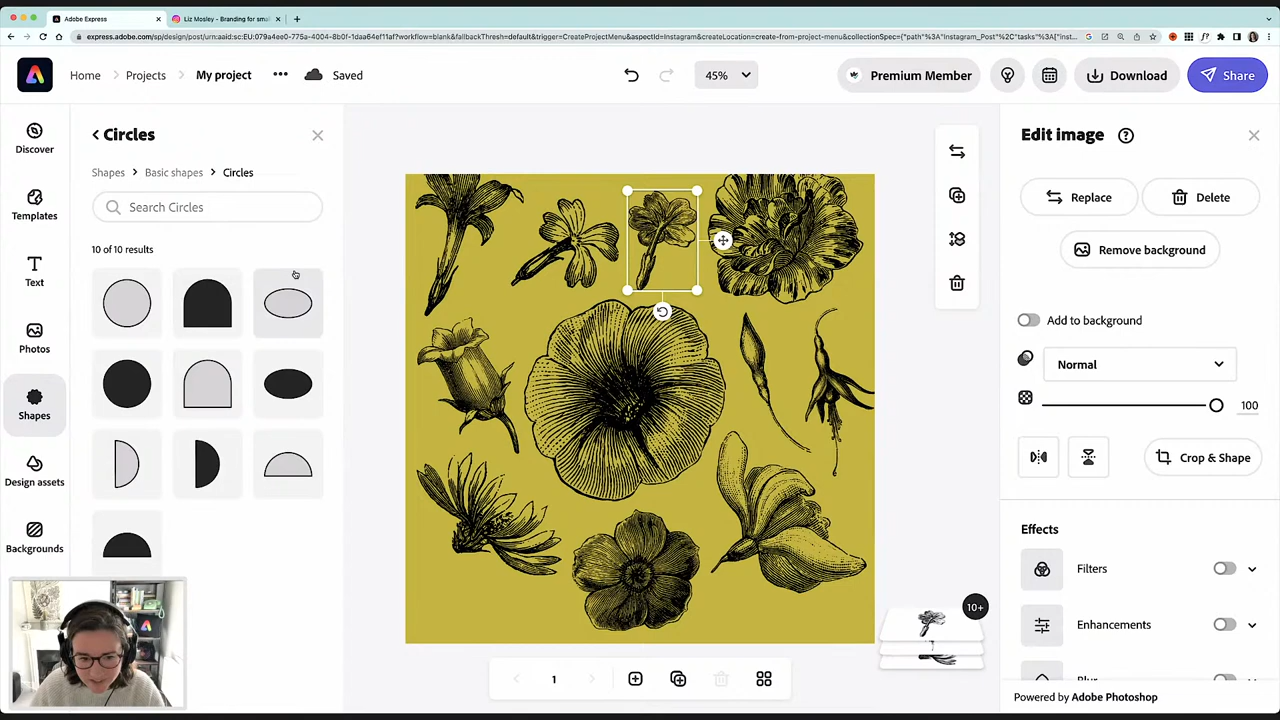 Adobe Express
Liz Mosley - Branding for smal
express.adobe.com/sp/design/post/urn:aaid:sc:EU:079a4ee0-775a-4004-8b0f-1daa64ef11af?workflow=blank&fallbackThresh=default&trigger=CreateProjectMenu&aspectId=Instagram&createLocation=create-from-project-menu&collectionSpec={"path"%3A"Instagram_Post"%2C"tasks"%3A["inst...
Home
Projects
My project
Saved
45%
Premium Member
Download
Share
Discover
Templates
Text
Photos
Shapes
Design assets
Backgrounds
Circles
Shapes > Basic shapes > Circles
Search Circles
10 of 10 results
1
10+
Edit image
Replace
Delete
Remove background
Add to background
Normal
100
Crop & Shape
Effects
Filters
Enhancements
Powered by Adobe Photoshop